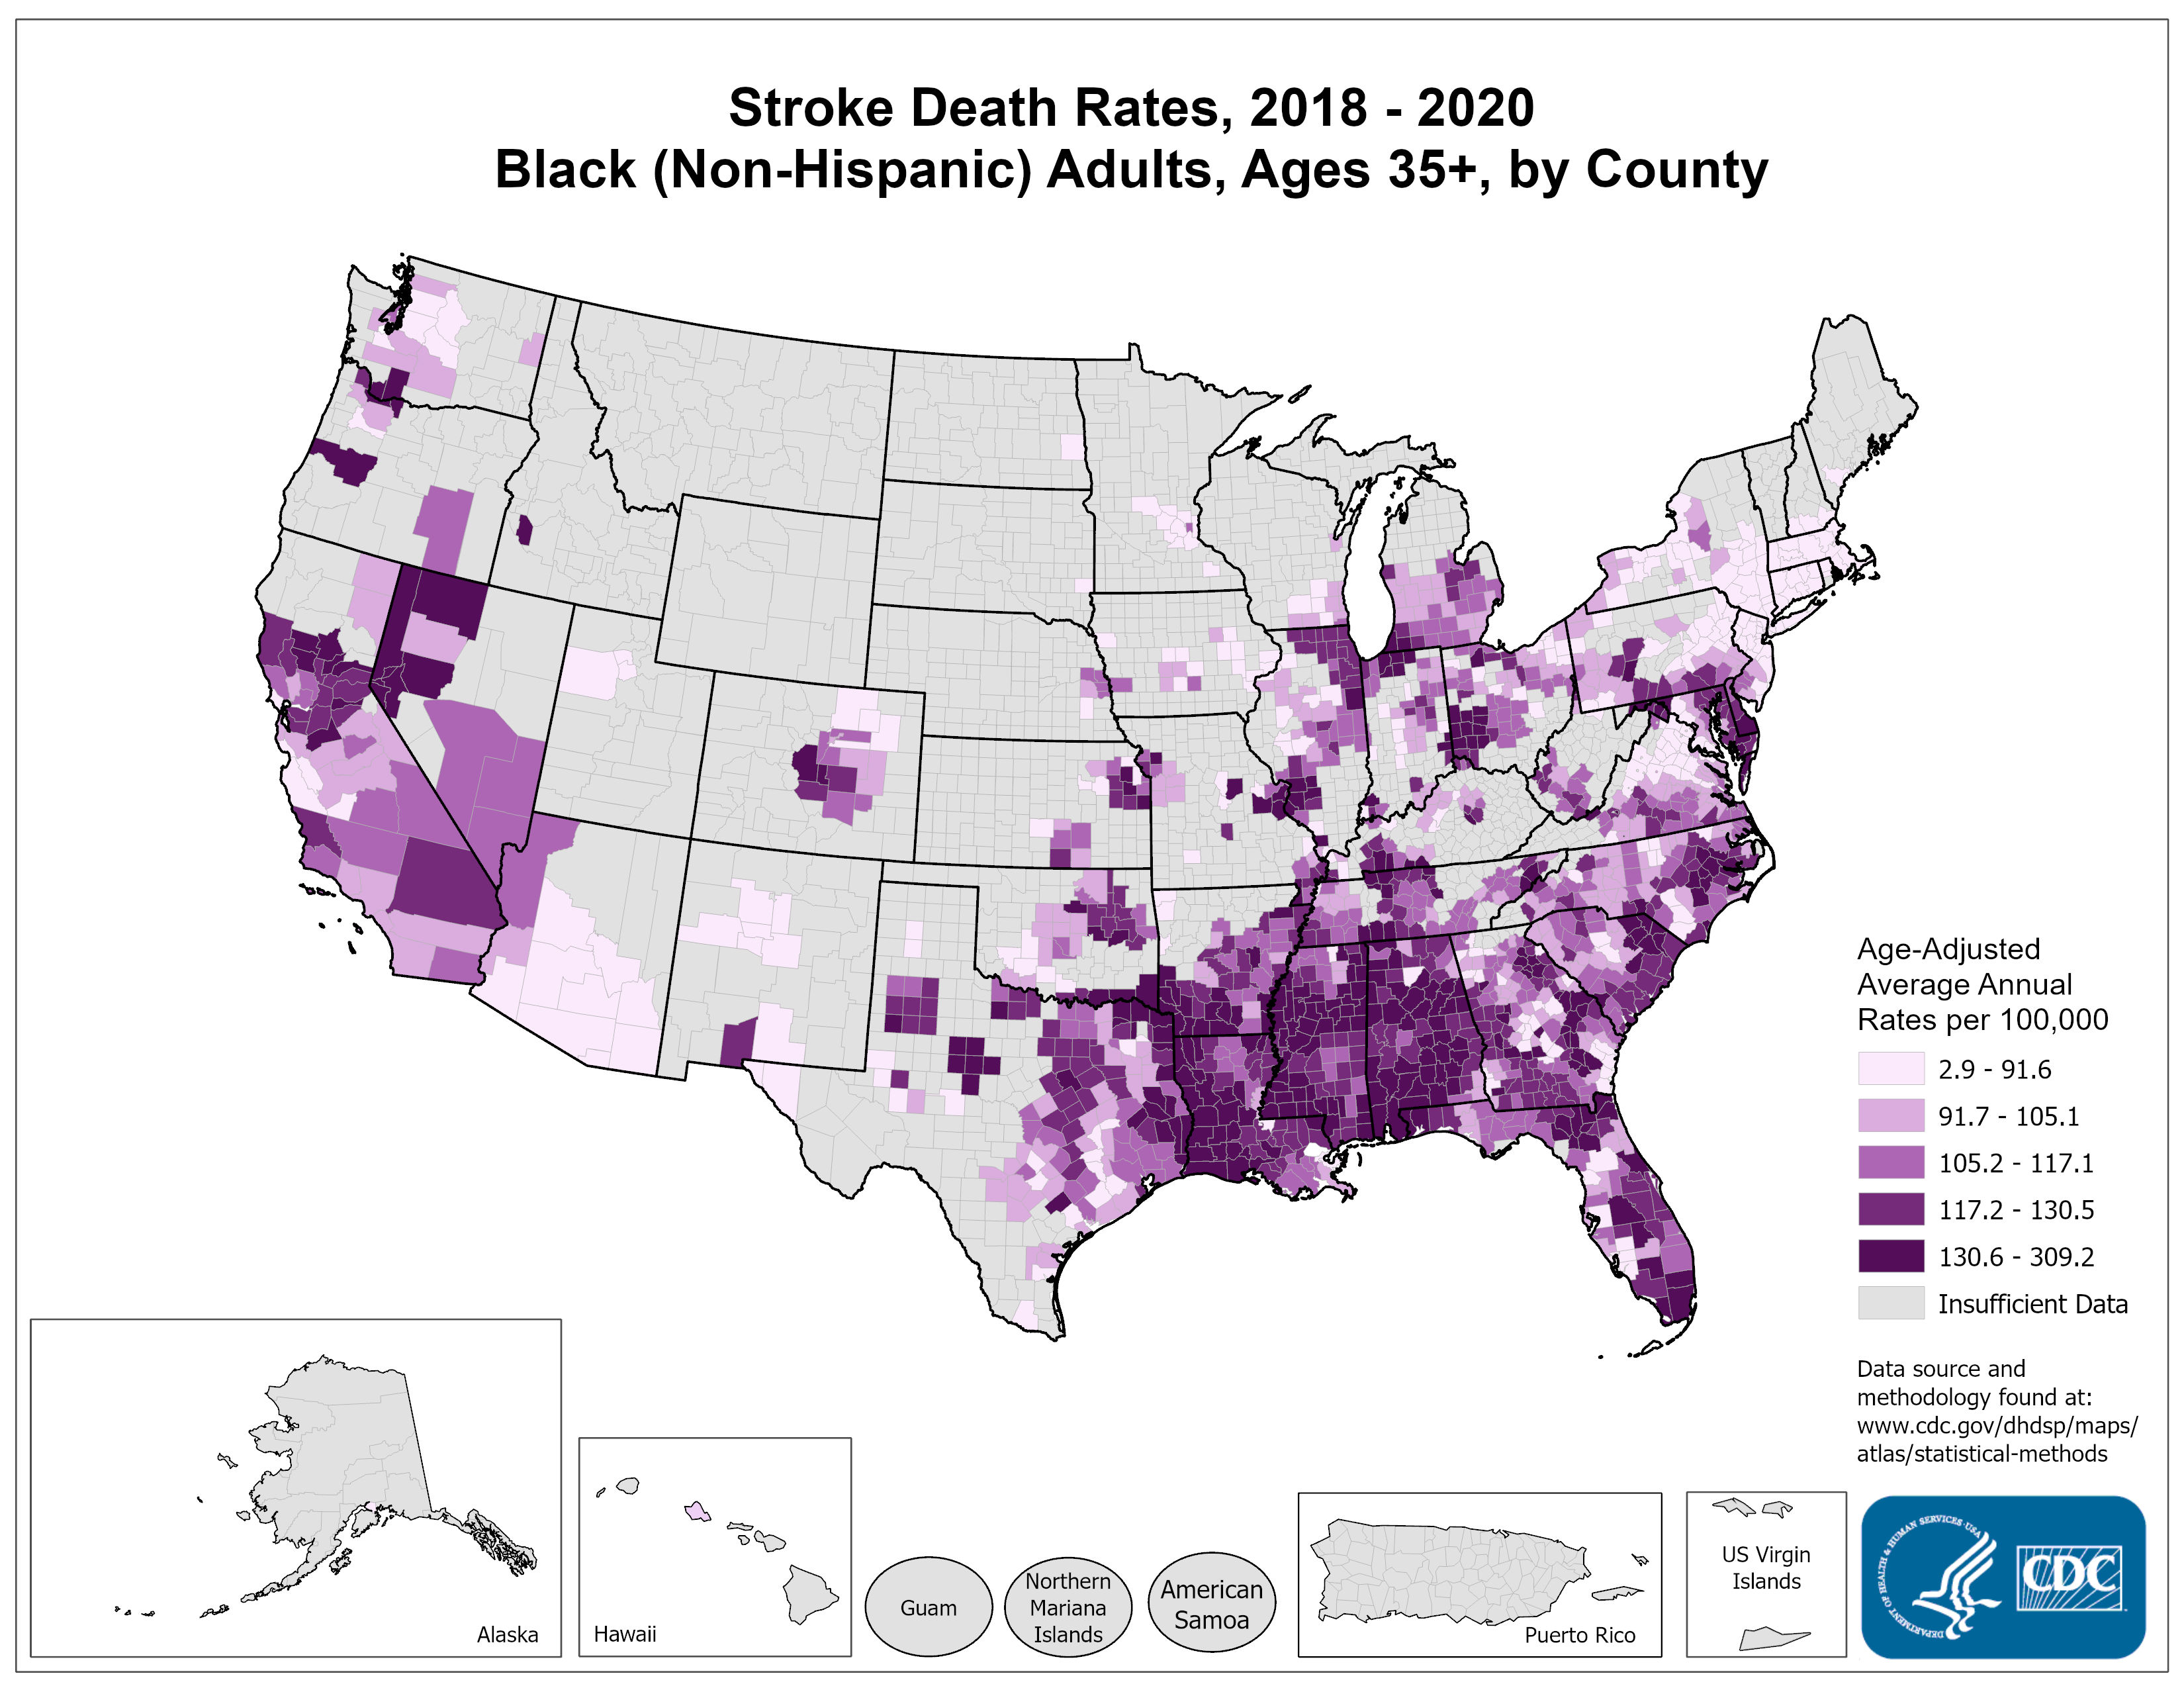 Stroke Death Rates, 2018 - 2020
Black (Non-Hispanic) Adults, Ages 35+, by County
Age-Adjusted
Average Annual
Rates per 100,000
2.9 - 91.6
91.7 - 105.1
105.2 - 117.1
117.2 - 130.5
130.6 - 309.2
Insufficient Data
Data source and
methodology found at:
www.cdc.gov/dhdsp/maps/
atlas/statistical-methods
Alaska
Hawaii
Guam
Northern
Mariana
Islands
American
Samoa
Puerto Rico
US Virgin
Islands
DEPARTMENT OF HEALTH & HUMAN SERVICES·USA
CDC